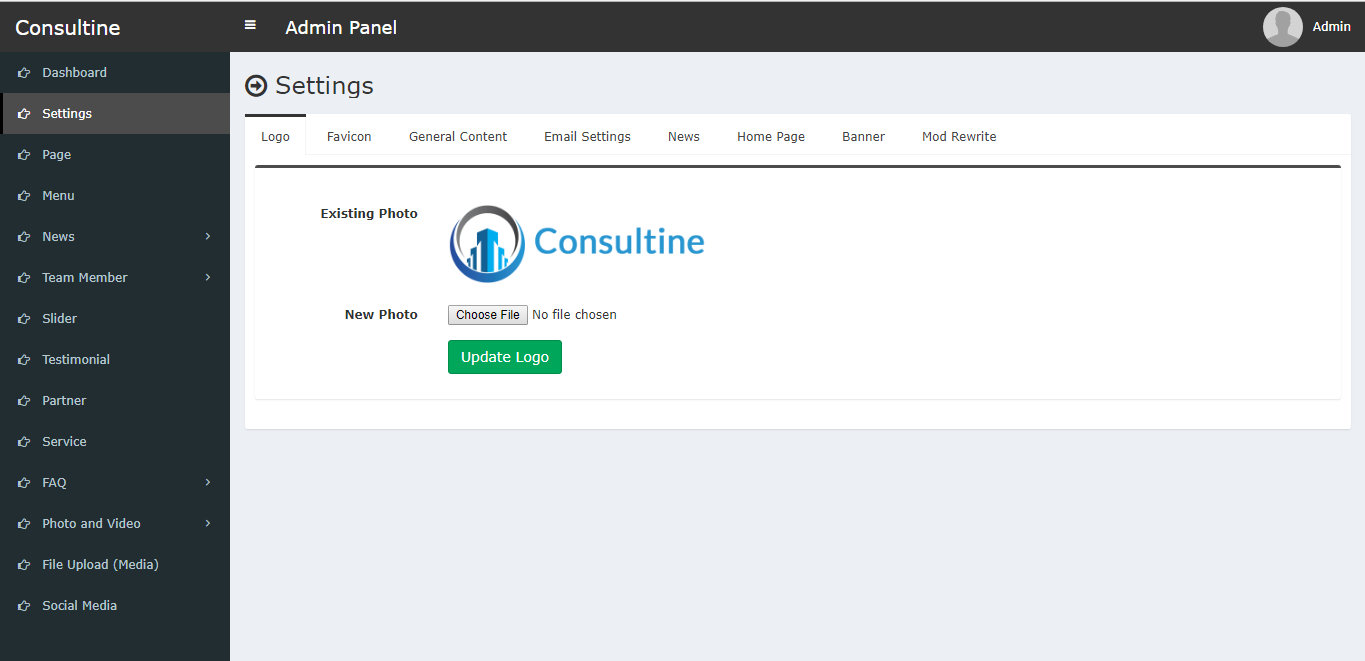 Consultine
Admin Panel
Admin
Dashboard
Settings
Page
Menu
News
Team Member
Slider
Testimonial
Partner
Service
FAQ
Photo and Video
File Upload (Media)
Social Media
Settings
Logo Favicon General Content Email Settings News Home Page Banner Mod Rewrite
Existing Photo
Consultine
New Photo Choose File No file chosen
Update Logo